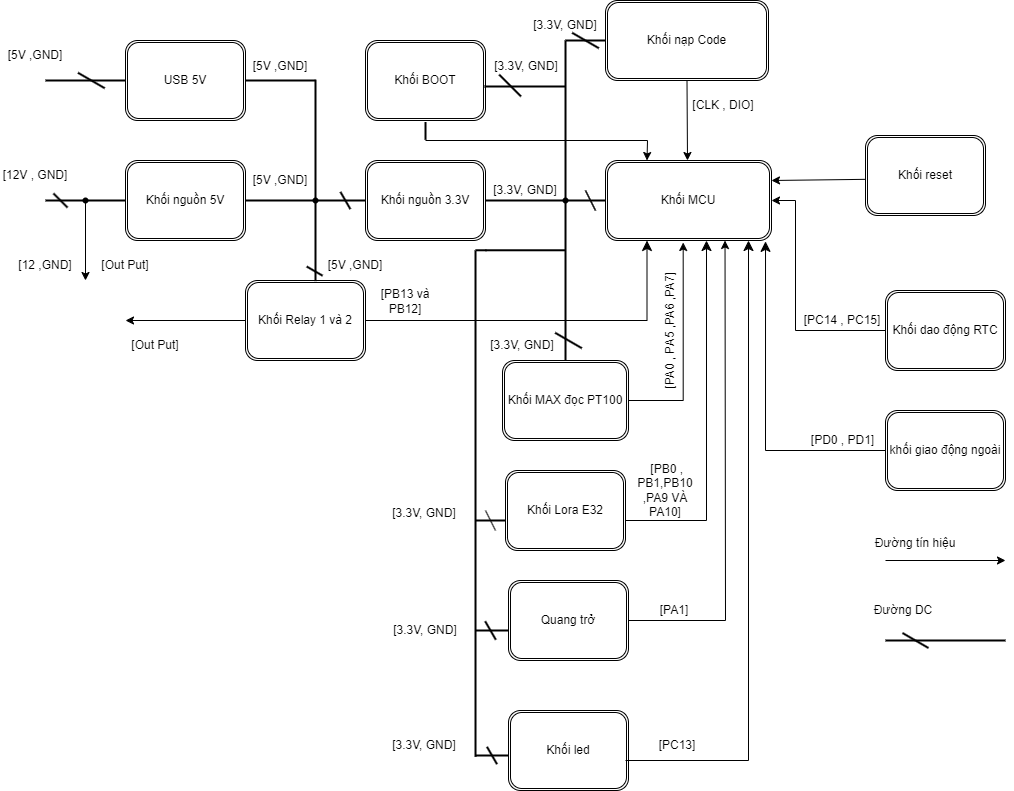 [3.3V, GND]
Khối nạp Code
[5V ,GND]
USB 5V
[5V ,GND]
Khối BOOT
[3.3V, GND]
[CLK , DIO]
[12V , GND]
Khối nguồn 5V
[5V ,GND]
Khối nguồn 3.3V
[3.3V, GND]
Khối MCU
Khối reset
[12 ,GND]
[Out Put]
[5V ,GND]
[PB13 và
PB12]
Khối Relay 1 và 2
[Out Put]
[3.3V, GND]
[PA0 , PA5 ,PA6 ,PA7]
[PC14 , PC15]
Khối dao động RTC
Khối MAX đọc PT100
[PD0 , PD1]
khối giao động ngoài
[PB0 ,
PB1,PB10
,PA9 VÀ
PA10]
[3.3V, GND]
Khối Lora E32
Đường tín hiệu
[3.3V, GND]
Quang trở
[PA1]
Đường DC
[3.3V, GND]
Khối led
[PC13]